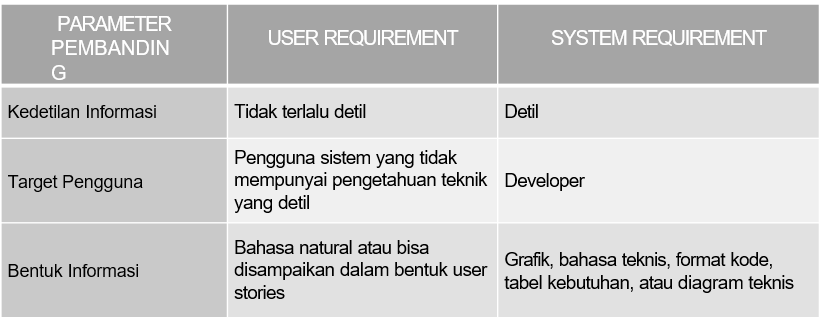 PARAMETER
PEMBANDIN
G
USER REQUIREMENT
SYSTEM REQUIREMENT
Kedetilan Informasi
Tidak terlalu detil
Detil
Target Pengguna
Pengguna sistem yang tidak
mempunyai pengetahuan teknik
yang detil
Developer
Bentuk Informasi
Bahasa natural atau bisa
disampaikan dalam bentuk user
stories
Grafik, bahasa teknis, format kode,
tabel kebutuhan, atau diagram teknis